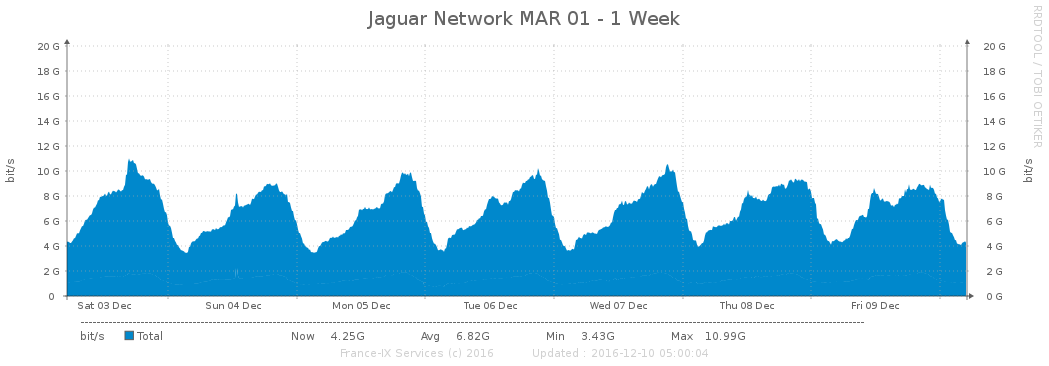 Jaguar Network MAR 01 - 1 Week
RRDTOOL / TOBI OETIKER
bit/s
bit/s
20 G 20 G
18 G 18 G
16 G 16 G
14 G 14 G
12 G 12 G
10 G 10 G
8 G 8 G
6 G 6 G
4 G 4 G
2 G 2 G
0 0 G
Sat 03 Dec Sun 04 Dec Mon 05 Dec Tue 06 Dec Wed 07 Dec Thu 08 Dec Fri 09 Dec
bit/s Total Now 4.25G Avg 6.82G Min 3.43G Max 10.99G
France-IX Services (c) 2016 Updated : 2016-12-10 05:00:04